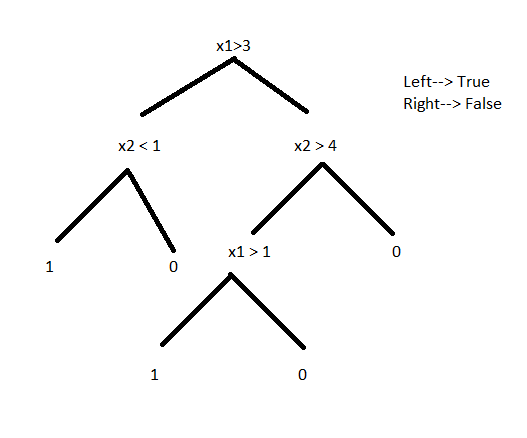 x1>3
Left--> True
Right--> False
x2 < 1
x2 > 4
1
0
x1 > 1
0
1
0